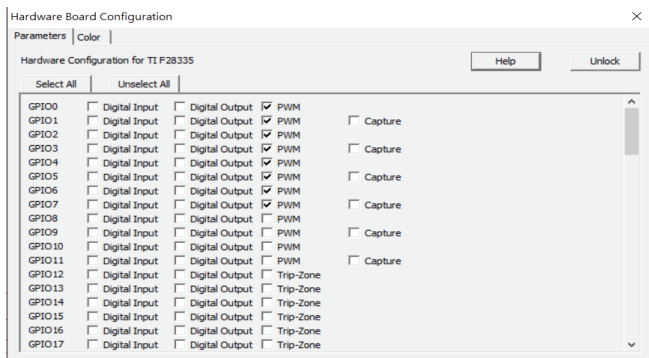 Hardware Board Configuration
Parameters Color
Hardware Configuration for TI F28335 Help Unlock
Select All Unselect All
GPIO0 Digital Input Digital Output PWM
GPIO1 Digital Input Digital Output PWM Capture
GPIO2 Digital Input Digital Output PWM
GPIO3 Digital Input Digital Output PWM Capture
GPIO4 Digital Input Digital Output PWM
GPIO5 Digital Input Digital Output PWM Capture
GPIO6 Digital Input Digital Output PWM
GPIO7 Digital Input Digital Output PWM Capture
GPIO8 Digital Input Digital Output PWM
GPIO9 Digital Input Digital Output PWM Capture
GPIO10 Digital Input Digital Output PWM
GPIO11 Digital Input Digital Output PWM Capture
GPIO12 Digital Input Digital Output Trip-Zone
GPIO13 Digital Input Digital Output Trip-Zone
GPIO14 Digital Input Digital Output Trip-Zone
GPIO15 Digital Input Digital Output Trip-Zone
GPIO16 Digital Input Digital Output Trip-Zone
GPIO17 Digital Input Digital Output Trip-Zone